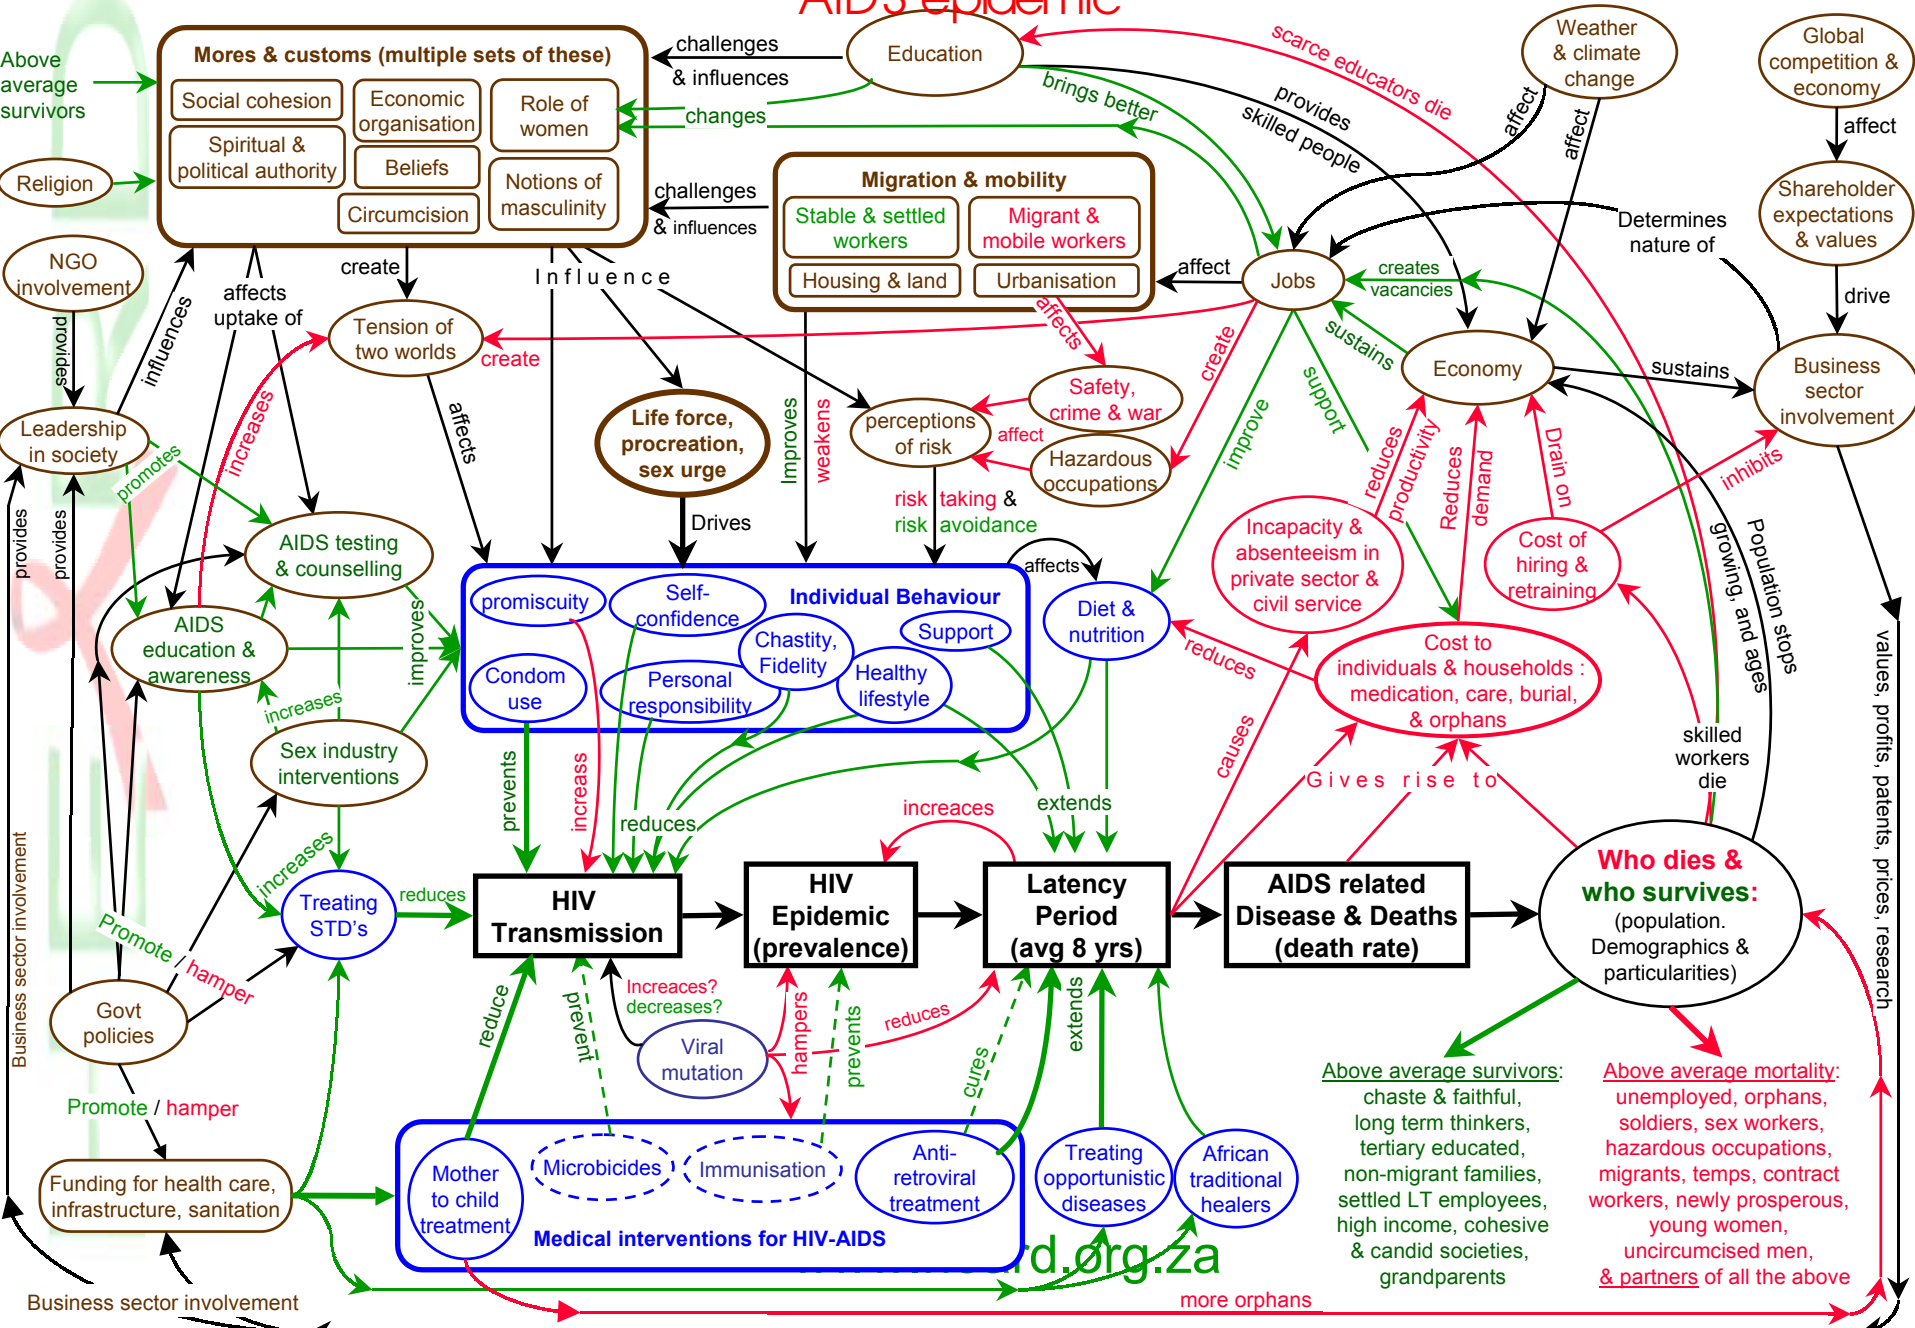 AIDS epidemic
Above
average
survivors
Mores & customs (multiple sets of these)
Social cohesion
Economic
organisation
Role of
women
Spiritual &
political authority
Beliefs
Notions of
masculinity
Circumcision
Religion
challenges
& influences
changes
Education
brings better
scarce educators die
provides
skilled people
Weather
& climate
change
affect
affect
Global
competition &
economy
affect
Shareholder
expectations
& values
drive
Determines
nature of
Migration & mobility
Stable & settled
workers
Migrant &
mobile workers
Housing & land
Urbanisation
challenges
& influences
affect
Jobs
creates
vacancies
sustains
Economy
sustains
Business
sector
involvement
NGO
involvement
provides
influences
affects
uptake of
create
Influence
Tension of
two worlds
create
affects
Safety,
crime & war
create
Leadership
in society
promotes
increases
affects
Life force,
procreation,
sex urge
Improves
weakens
perceptions
of risk
affect
Hazardous
occupations
improve
support
reduces
productivity
Reduces
demand
Drain on
inhibits
risk taking &
risk avoidance
Drives
provides
provides
AIDS testing
& counselling
affects
Incapacity &
absenteeism in
private sector &
civil service
Cost of
hiring &
retraining
Population stops
growing, and ages
AIDS
education &
awareness
improves
promiscuity
Self-
confidence
Individual Behaviour
Chastity,
Fidelity
Support
Condom
use
Personal
responsibility
Healthy
lifestyle
Diet &
nutrition
reduces
Cost to
individuals & households :
medication, care, burial,
& orphans
increases
Sex industry
interventions
prevents
increass
reduces
increaces
extends
causes
Gives rise to
skilled
workers
die
values, profits, patents, prices, research
Business sector involvement
increases
Treating
STD's
reduces
HIV
Transmission
HIV
Epidemic
(prevalence)
Latency
Period
(avg 8 yrs)
AIDS related
Disease & Deaths
(death rate)
Who dies &
who survives:
(population.
Demographics &
particularities)
Promote / hamper
Govt
policies
reduce
prevent
Increaces?
decreases?
Viral
mutation
hampers
prevents
reduces
cures
extends
Promote / hamper
Funding for health care,
infrastructure, sanitation
Mother
to child
treatment
Microbicides
Immunisation
Anti-
retroviral
treatment
Medical interventions for HIV-AIDS
Treating
opportunistic
diseases
African
traditional
healers
Above average survivors:
chaste & faithful,
long term thinkers,
tertiary educated,
non-migrant families,
settled LT employees,
high income, cohesive
& candid societies,
grandparents
Above average mortality:
unemployed, orphans,
soldiers, sex workers,
hazardous occupations,
migrants, temps, contract
workers, newly prosperous,
young women,
uncircumcised men,
& partners of all the above
rd.org.za
more orphans
Business sector involvement